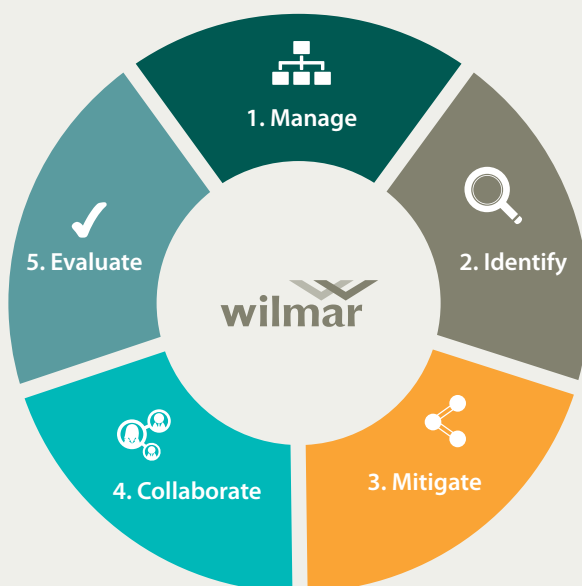 1. Manage
2. Identify
3. Mitigate
4. Collaborate
5. Evaluate
wilmar